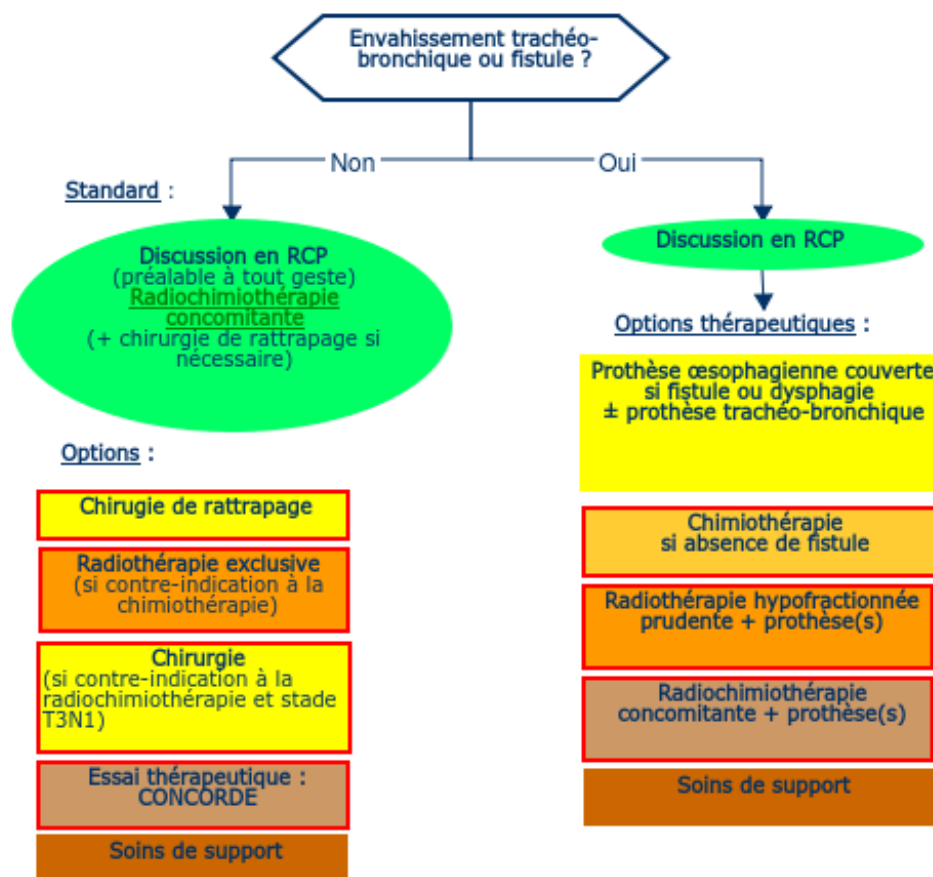 Envahissement trachéo-
bronchique ou fistule ?
Non
Oui
Standard :
Discussion en RCP
(préalable à tout geste)
Radiochimiothérapie
concomitante
(+ chirurgie de rattrapage si
nécessaire)
Options :
Chirugie de rattrapage
Radiothérapie exclusive
(si contre-indication à la
chimiothérapie)
Chirurgie
(si contre-indication à la
radiochimiothérapie et stade
T3N1)
Essai thérapeutique :
CONCORDE
Soins de support
Discussion en RCP
Options thérapeutiques :
Prothèse œsophagienne couverte
si fistule ou dysphagie
± prothèse trachéo-bronchique
Chimiothérapie
si absence de fistule
Radiothérapie hypofractionnée
prudente + prothèse(s)
Radiochimiothérapie
concomitante + prothèse(s)
Soins de support